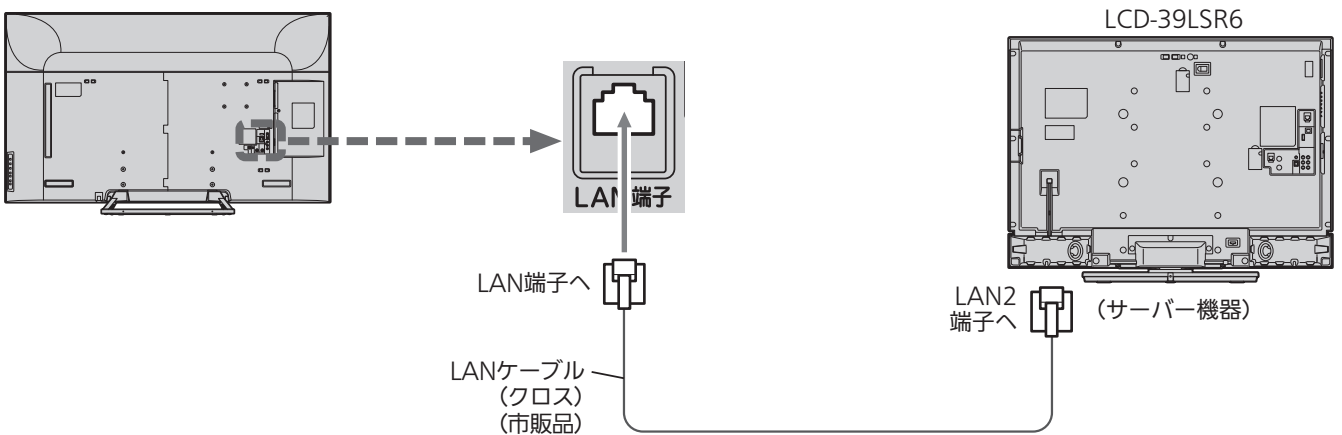 LCD-39LSR6
LAN端子
LAN端子へ
LAN2
端子へ
（サーバー機器）
LANケーブル
（クロス）
（市販品）